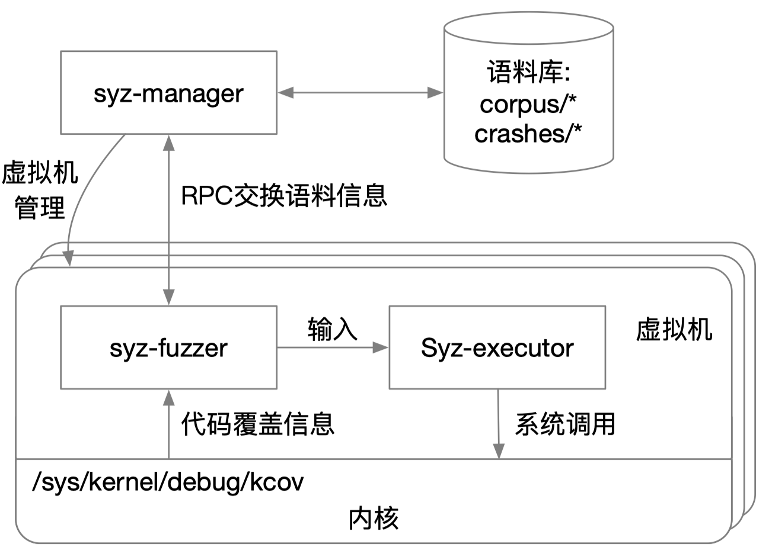 syz-manager
语料库:
corpus/*
crashes/*
虚拟机
管理
RPC交换语料信息
syz-fuzzer
输入
Syz-executor
虚拟机
代码覆盖信息
系统调用
/sys/kernel/debug/kcov
内核